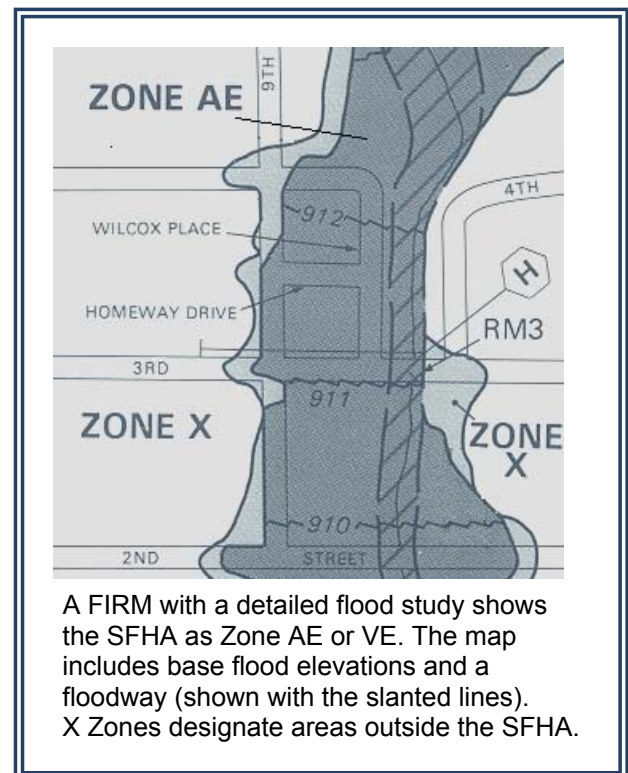 ZONE AE
9TH
4TH
912
WILCOX PLACE
H
HOMEWAY DRIVE
RM3
3RD
911
ZONE X
ZONE
X
910
2ND
STREET
A FIRM with a detailed flood study shows
the SFHA as Zone AE or VE. The map
includes base flood elevations and a
floodway (shown with the slanted lines).
X Zones designate areas outside the SFHA.